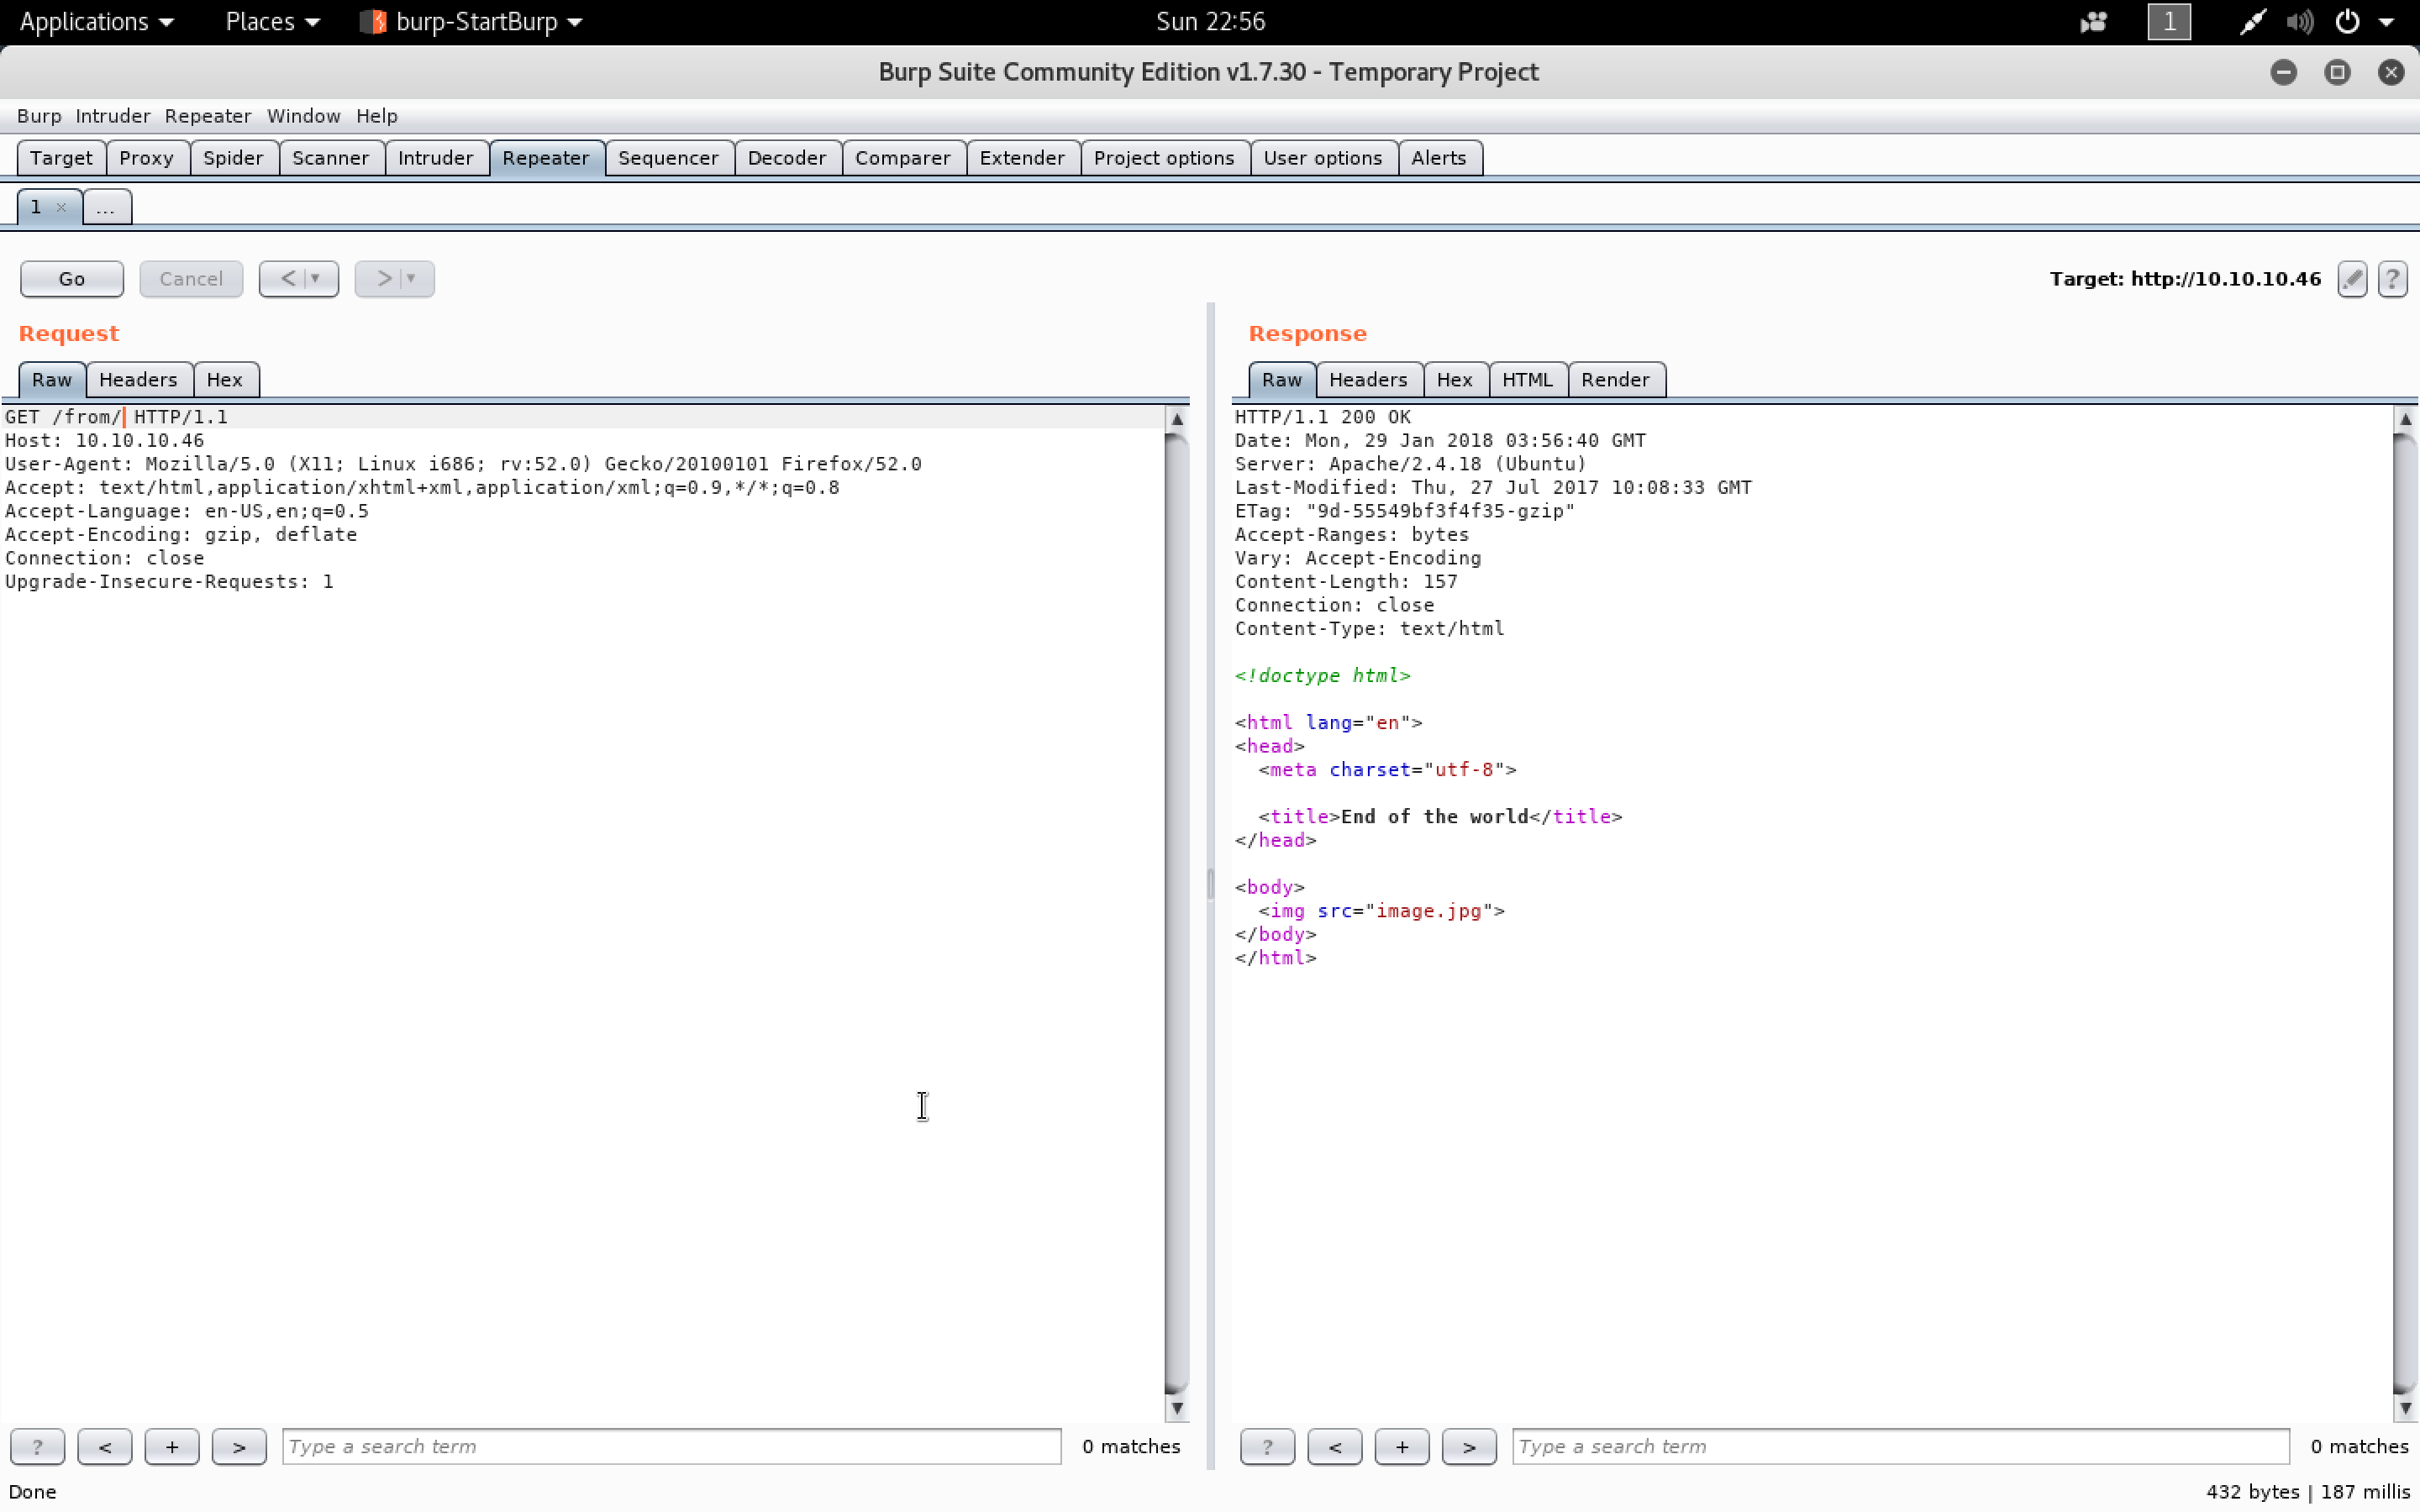 Applications Places burp-StartBurp Sun 22:56 1
Burp Suite Community Edition v1.7.30 - Temporary Project
Burp Intruder Repeater Window Help
Target Proxy Spider Scanner Intruder Repeater Sequencer Decoder Comparer Extender Project options User options Alerts
1 × ...
Go Cancel < > Target: http://10.10.10.46 ?
Request
Raw Headers Hex
GET /from/ HTTP/1.1
Host: 10.10.10.46
User-Agent: Mozilla/5.0 (X11; Linux i686; rv:52.0) Gecko/20100101 Firefox/52.0
Accept: text/html,application/xhtml+xml,application/xml;q=0.9,*/*;q=0.8
Accept-Language: en-US,en;q=0.5
Accept-Encoding: gzip, deflate
Connection: close
Upgrade-Insecure-Requests: 1
? < + > Type a search term 0 matches
Response
Raw Headers Hex HTML Render
HTTP/1.1 200 OK
Date: Mon, 29 Jan 2018 03:56:40 GMT
Server: Apache/2.4.18 (Ubuntu)
Last-Modified: Thu, 27 Jul 2017 10:08:33 GMT
ETag: "9d-55549bf3f4f35-gzip"
Accept-Ranges: bytes
Vary: Accept-Encoding
Content-Length: 157
Connection: close
Content-Type: text/html
<!doctype html>
<html lang="en">
<head>
<meta charset="utf-8">
<title>End of the world</title>
</head>
<body>
<img src="image.jpg">
</body>
</html>
? < + > Type a search term 0 matches
Done 432 bytes | 187 millis